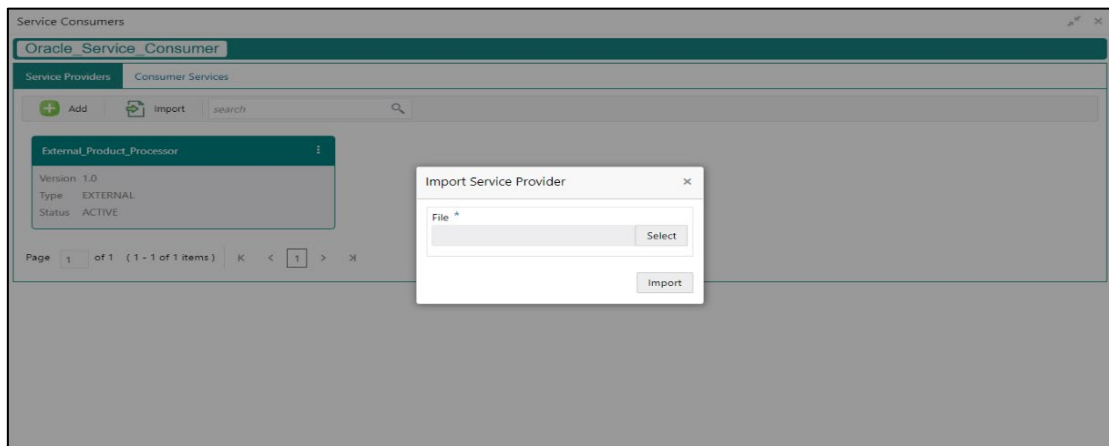 Service Consumers
Oracle_Service_Consumer
Service Providers Consumer Services
Add Import search
External_Product_Processor
Version 1.0
Type EXTERNAL
Status ACTIVE
Page 1 of 1 (1 - 1 of 1 items) K < 1 > >|
Import Service Provider ×
File *
Select
Import